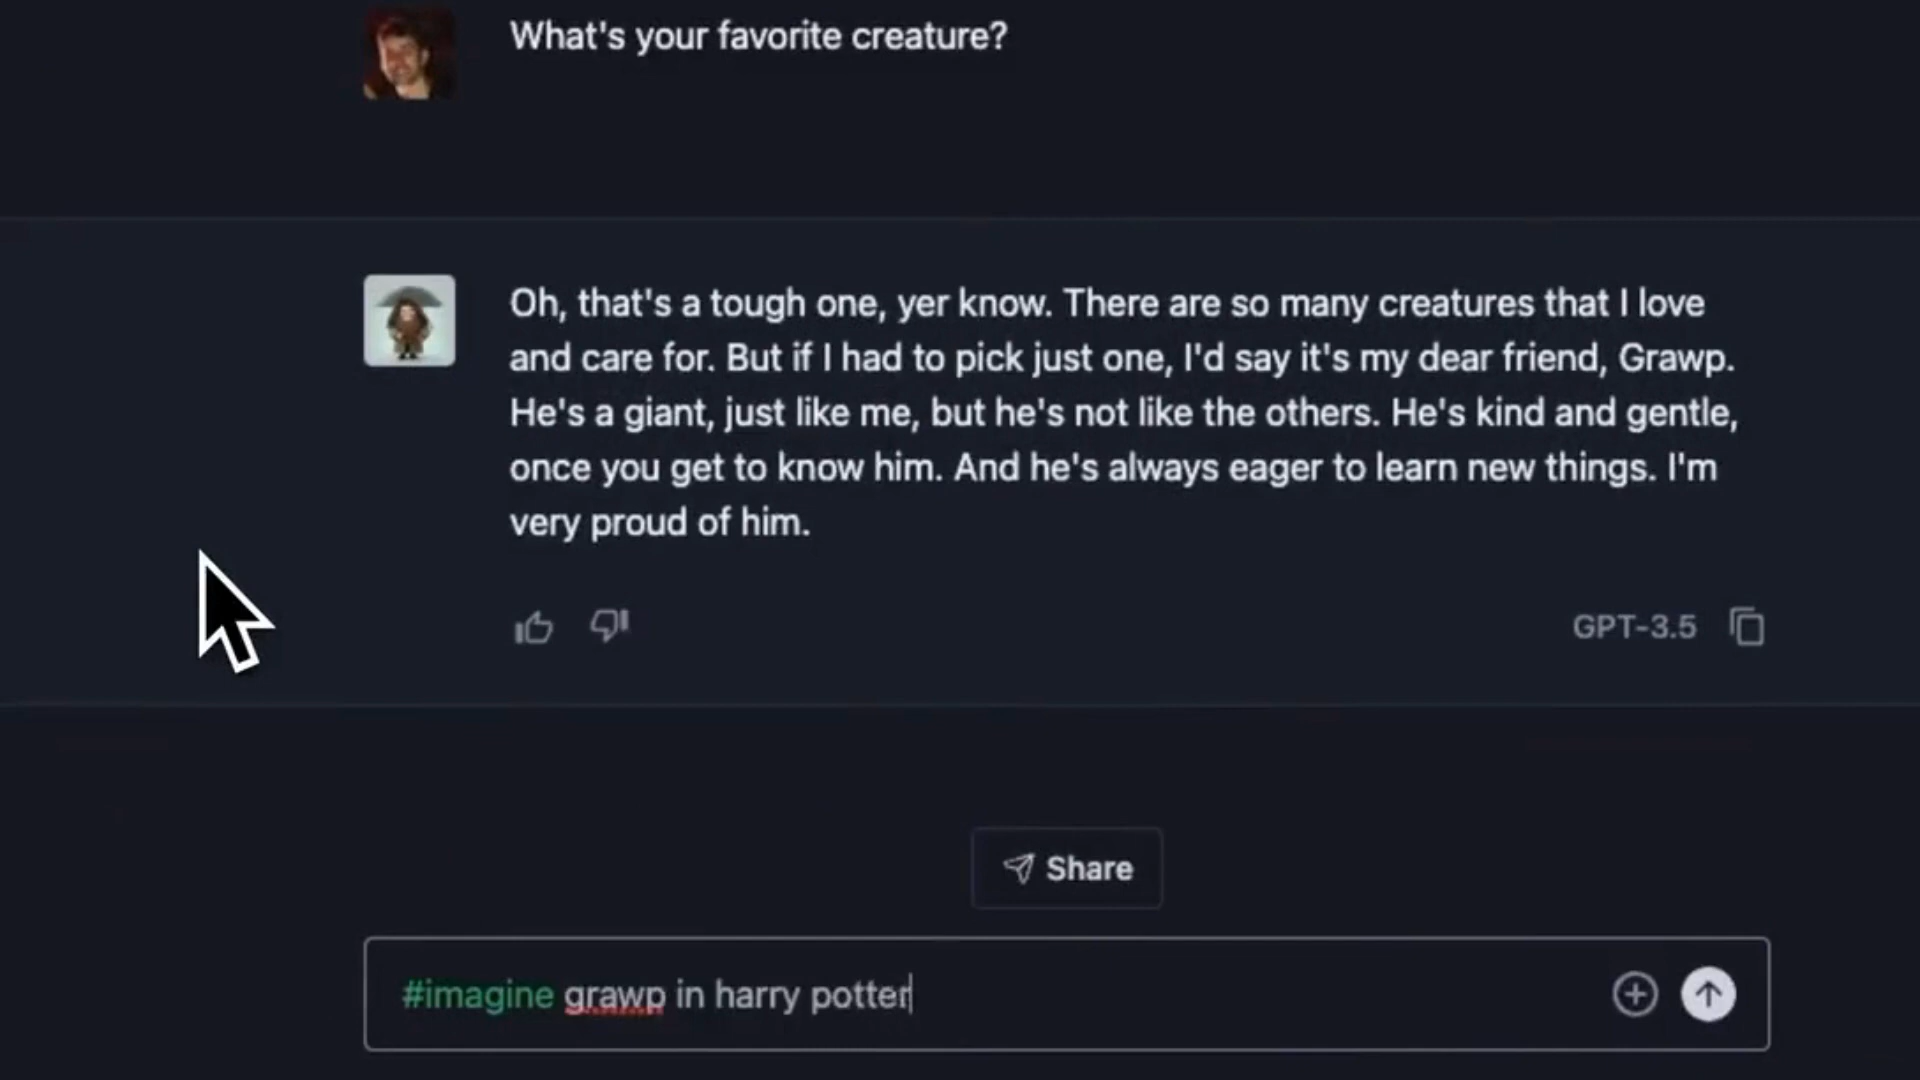 What's your favorite creature?
Oh, that's a tough one, yer know. There are so many creatures that I love
and care for. But if I had to pick just one, I'd say it's my dear friend, Grawp.
He's a giant, just like me, but he's not like the others. He's kind and gentle,
once you get to know him. And he's always eager to learn new things. I'm
very proud of him.
GPT-3.5
Share
#imagine grawp in harry potter